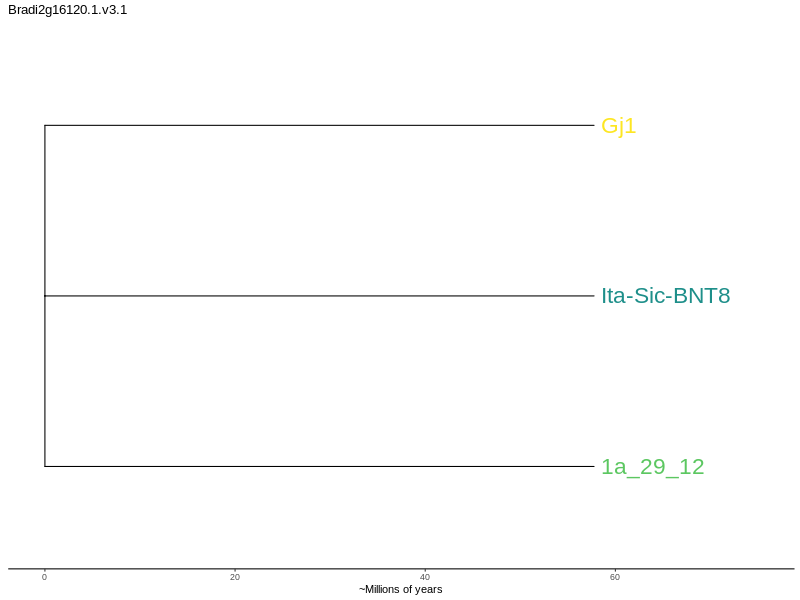 Bradi2g16120.1.v3.1
Gj1
Ita-Sic-BNT8
1a_29_12
0 20 40 60
~Millions of years